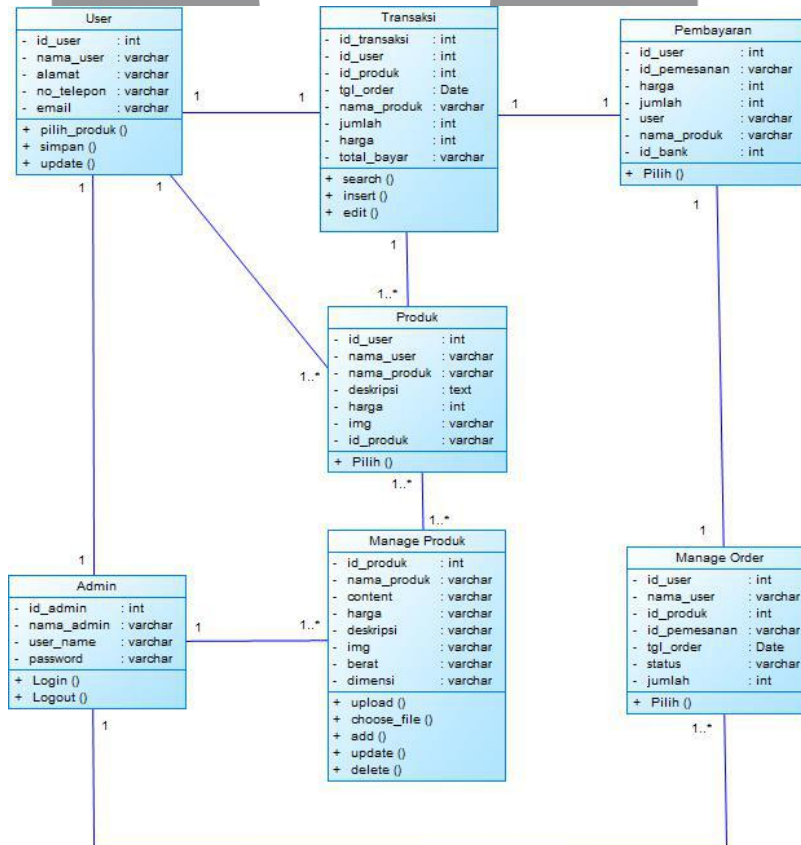 User
- id_user : int
- nama_user : varchar
- alamat : varchar
- no_telepon : varchar
- email : varchar
+ pilih_produk ()
+ simpan ()
+ update ()
Transaksi
- id_transaksi : int
- id_user : int
- id_produk : int
- tgl_order : Date
- nama_produk : varchar
- jumlah : int
- harga : int
- total_bayar : varchar
+ search ()
+ insert ()
+ edit ()
Pembayaran
- id_user : int
- id_pemesanan : varchar
- harga : int
- jumlah : int
- user : varchar
- nama_produk : varchar
- id_bank : int
+ Pilih ()
1
1
1
1
1
1
1
1
1..*
1..*
Produk
- id_user : int
- nama_user : varchar
- nama_produk : varchar
- deskripsi : text
- harga : int
- img : varchar
- id_produk : varchar
+ Pilih ()
1..*
1..*
1
1
Admin
- id_admin : int
- nama_admin : varchar
- user_name : varchar
- password : varchar
+ Login ()
+ Logout ()
1
1..*
Manage Produk
- id_produk : int
- nama_produk : varchar
- content : varchar
- harga : varchar
- deskripsi : varchar
- img : varchar
- berat : varchar
- dimensi : varchar
+ upload ()
+ choose_file ()
+ add ()
+ update ()
+ delete ()
Manage Order
- id_user : int
- nama_user : varchar
- id_produk : int
- id_pemesanan : varchar
- tgl_order : Date
- status : varchar
- jumlah : int
+ Pilih ()
1
1..*